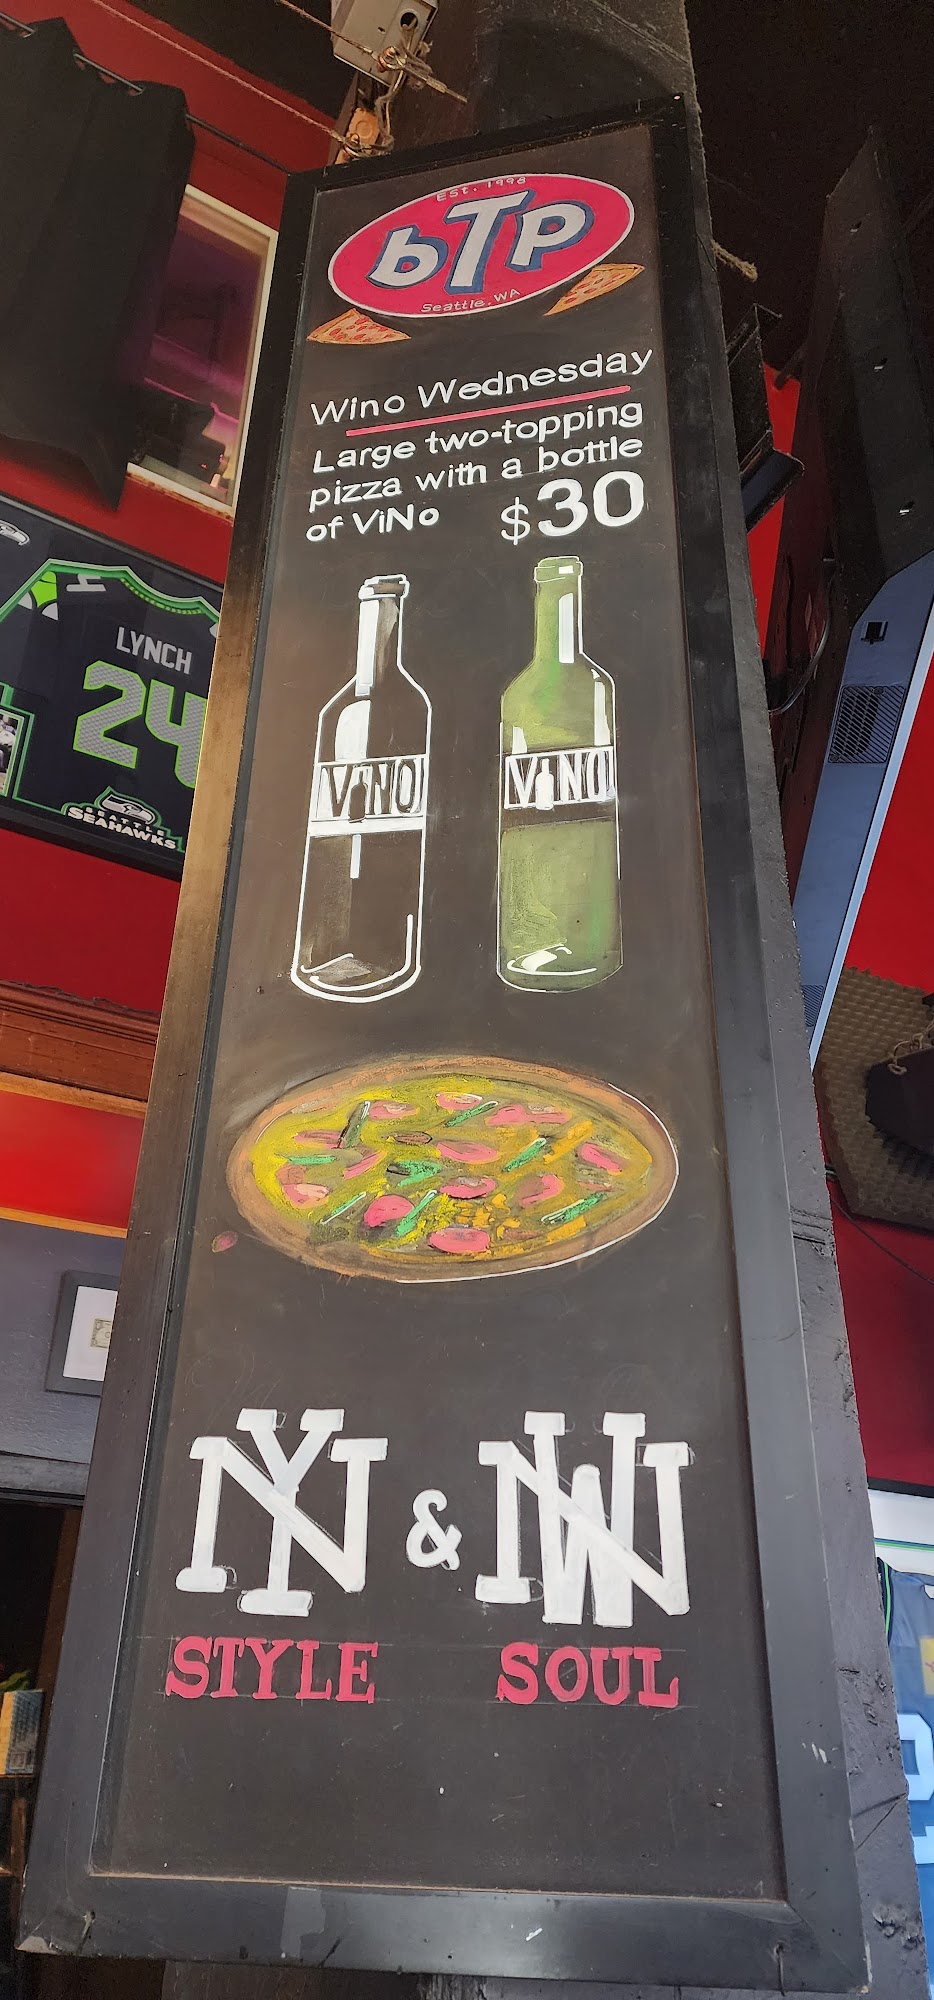 Est. 1998
bTp
Seattle, WA
Wino Wednesday
Large two-topping
pizza with a bottle
of ViNo $30
LYNCH
24
VINO VINO
SEATTLE
SEAHAWKS
NY & NW
STYLE SOUL